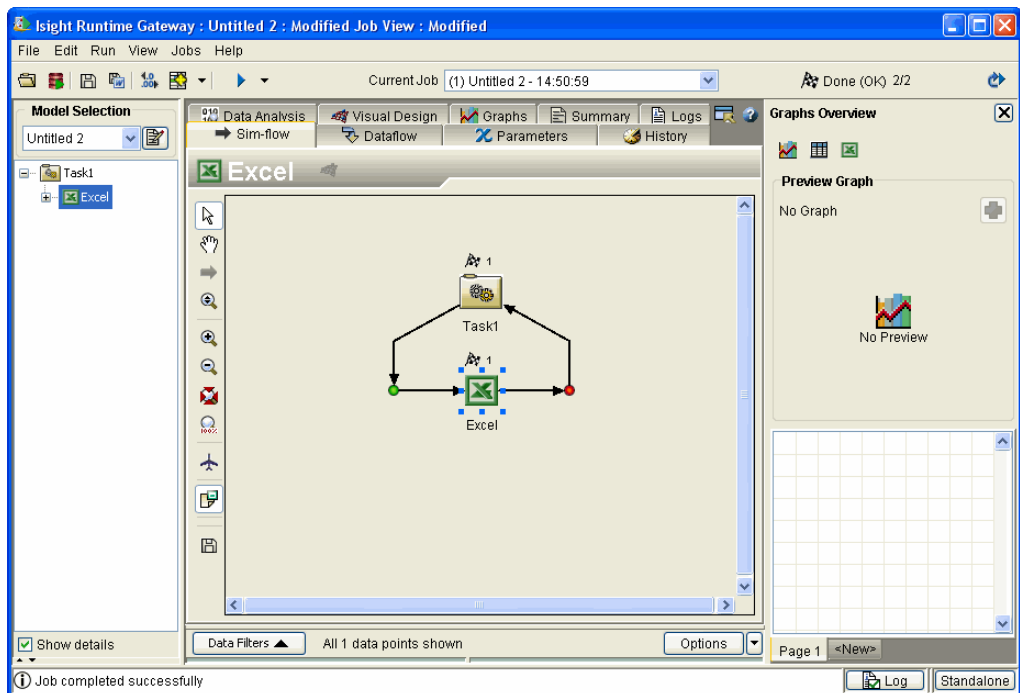 Isight Runtime Gateway : Untitled 2 : Modified Job View : Modified
File Edit Run View Jobs Help
Current Job (1) Untitled 2 - 14:50:59 Done (OK) 2/2
Model Selection
Untitled 2
Task1
Excel
Data Analysis Visual Design Graphs Summary Logs
Sim-flow Dataflow Parameters History
Excel
1
Task1
1
Excel
100%
Graphs Overview
Preview Graph
No Graph
No Preview
Show details
Data Filters All 1 data points shown Options
Page 1 <New>
Job completed successfully Log Standalone